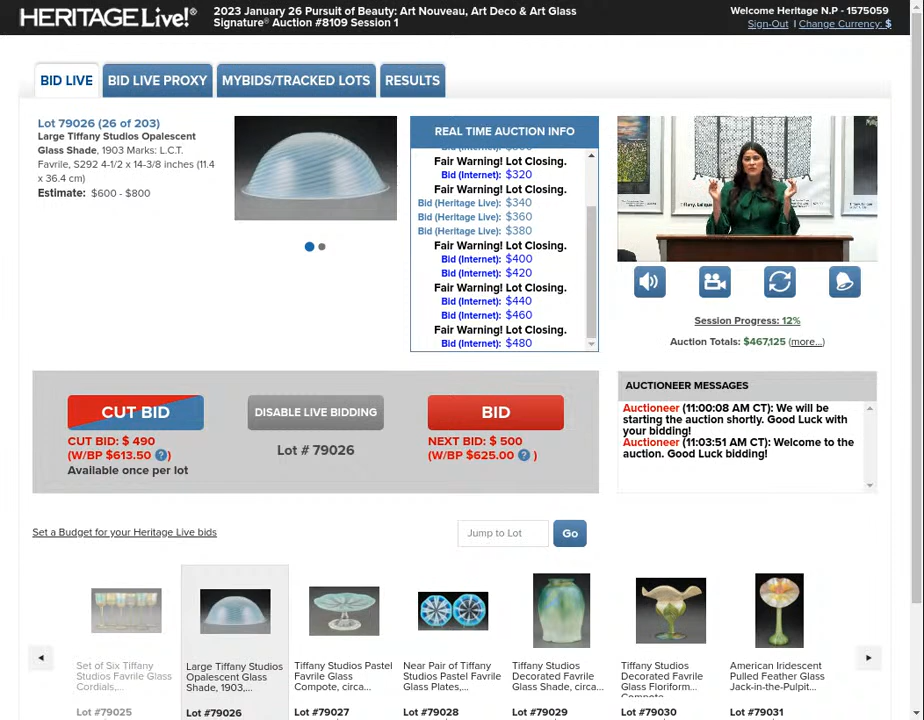 HERITAGE Live!®
2023 January 26 Pursuit of Beauty: Art Nouveau, Art Deco & Art Glass
Signature® Auction #8109 Session 1
Welcome Heritage N.P - 1575059
Sign-Out | Change Currency: $
BID LIVE
BID LIVE PROXY
MYBIDS/TRACKED LOTS
RESULTS
Lot 79026 (26 of 203)
Large Tiffany Studios Opalescent
Glass Shade, 1903 Marks: L.C.T.
Favrile, S292 4-1/2 x 14-3/8 inches (11.4
x 36.4 cm)
Estimate: $600 - $800
REAL TIME AUCTION INFO
Fair Warning! Lot Closing.
Bid (Internet): $320
Fair Warning! Lot Closing.
Bid (Heritage Live): $340
Bid (Heritage Live): $360
Bid (Heritage Live): $380
Fair Warning! Lot Closing.
Bid (Internet): $400
Bid (Internet): $420
Fair Warning! Lot Closing.
Bid (Internet): $440
Bid (Internet): $460
Fair Warning! Lot Closing.
Bid (Internet): $480
Session Progress: 12%
Auction Totals: $467,125 (more...)
CUT BID
CUT BID: $ 490
(W/BP $613.50 ? )
Available once per lot
DISABLE LIVE BIDDING
Lot # 79026
BID
NEXT BID: $ 500
(W/BP $625.00 ? )
AUCTIONEER MESSAGES
Auctioneer (11:00:08 AM CT): We will be
starting the auction shortly. Good Luck with
your bidding!
Auctioneer (11:03:51 AM CT): Welcome to the
auction. Good Luck bidding!
Set a Budget for your Heritage Live bids
Jump to Lot
Go
Set of Six Tiffany
Studios Favrile Glass
Cordials,...
Lot #79025
Large Tiffany Studios
Opalescent Glass
Shade, 1903,...
Lot #79026
Tiffany Studios Pastel
Favrile Glass
Compote, circa...
Lot #79027
Near Pair of Tiffany
Studios Pastel Favrile
Glass Plates,...
Lot #79028
Tiffany Studios
Decorated Favrile
Glass Shade, circa...
Lot #79029
Tiffany Studios
Decorated Favrile
Glass Floriform...
Compote
Lot #79030
American Iridescent
Pulled Feather Glass
Jack-in-the-Pulpit...
Lot #79031